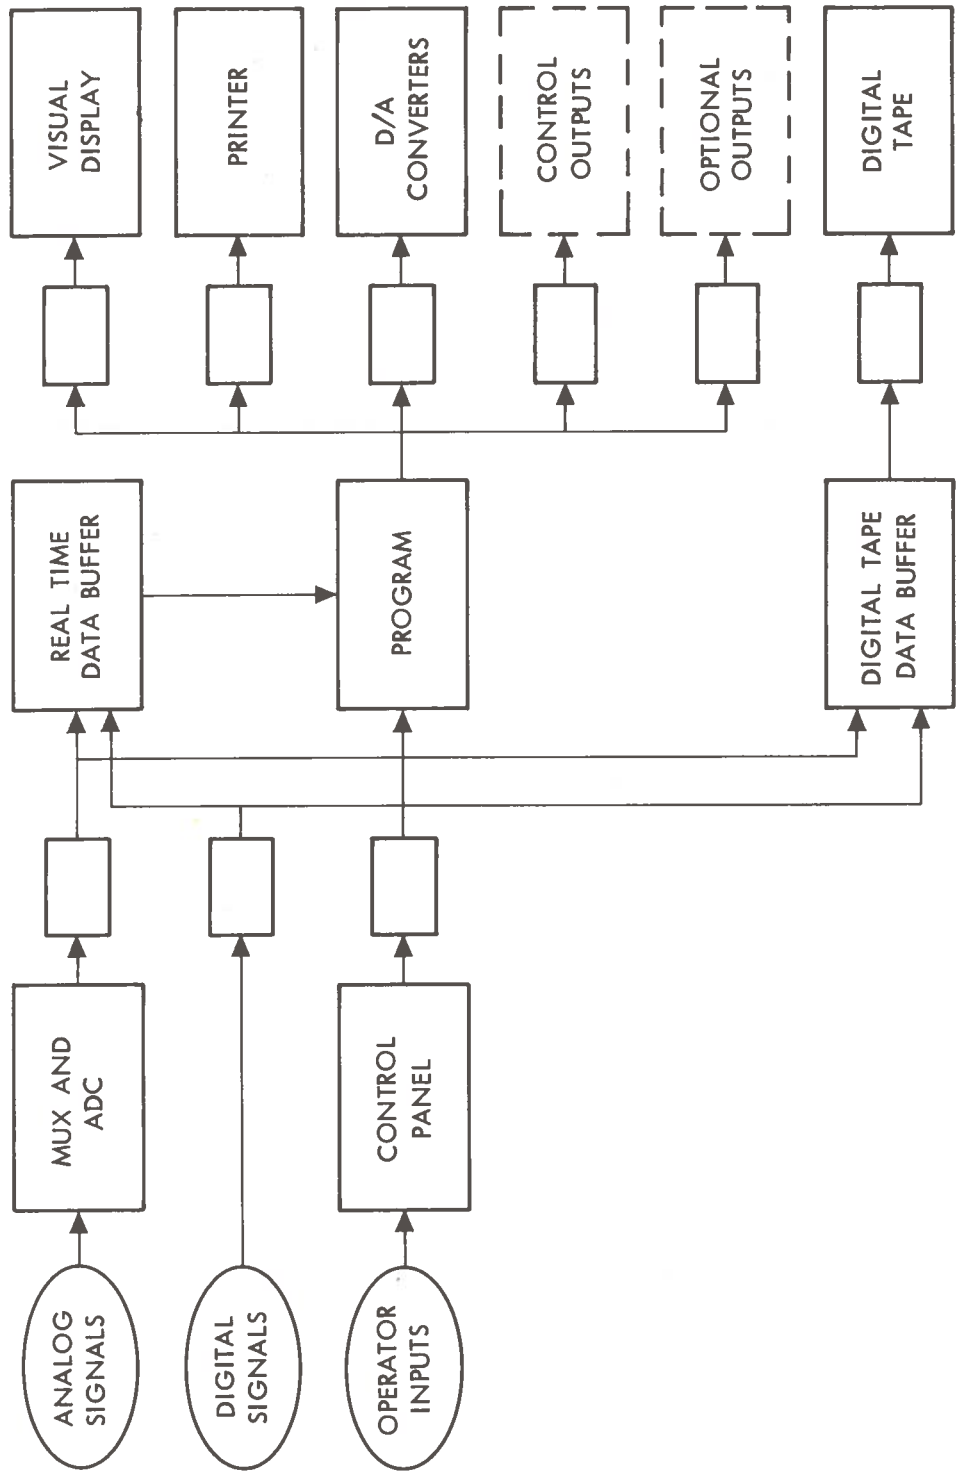 ANALOG
SIGNALS
MUX AND
ADC
REAL TIME
DATA BUFFER
VISUAL
DISPLAY
DIGITAL
SIGNALS
PRINTER
OPERATOR
INPUTS
CONTROL
PANEL
PROGRAM
D/A
CONVERTERS
CONTROL
OUTPUTS
OPTIONAL
OUTPUTS
DIGITAL TAPE
DATA BUFFER
DIGITAL
TAPE